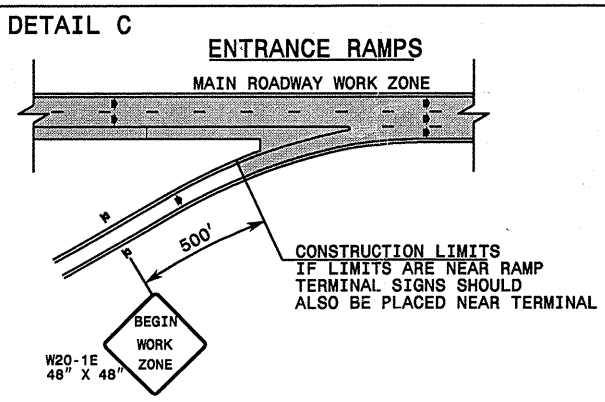 DETAIL C
ENTRANCE RAMPS
MAIN ROADWAY WORK ZONE
500'
CONSTRUCTION LIMITS
IF LIMITS ARE NEAR RAMP
TERMINAL SIGNS SHOULD
ALSO BE PLACED NEAR TERMINAL
BEGIN
WORK
ZONE
W20-1E
48" X 48"